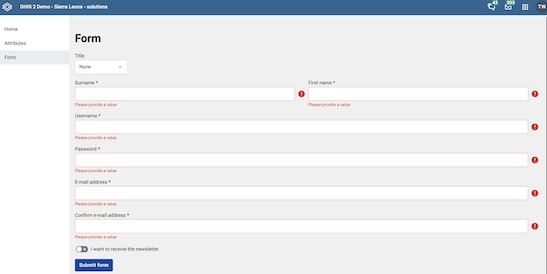 DHIS 2 Demo - Sierra Leone - solutions
42
203
TW
Home
Attributes
Form
Form
Title
None
Surname *
First name *
Please provide a value
Please provide a value
Username *
Please provide a value
Password *
Please provide a value
E-mail address *
Please provide a value
Confirm e-mail address *
Please provide a value
I want to receive the newsletter
Submit form